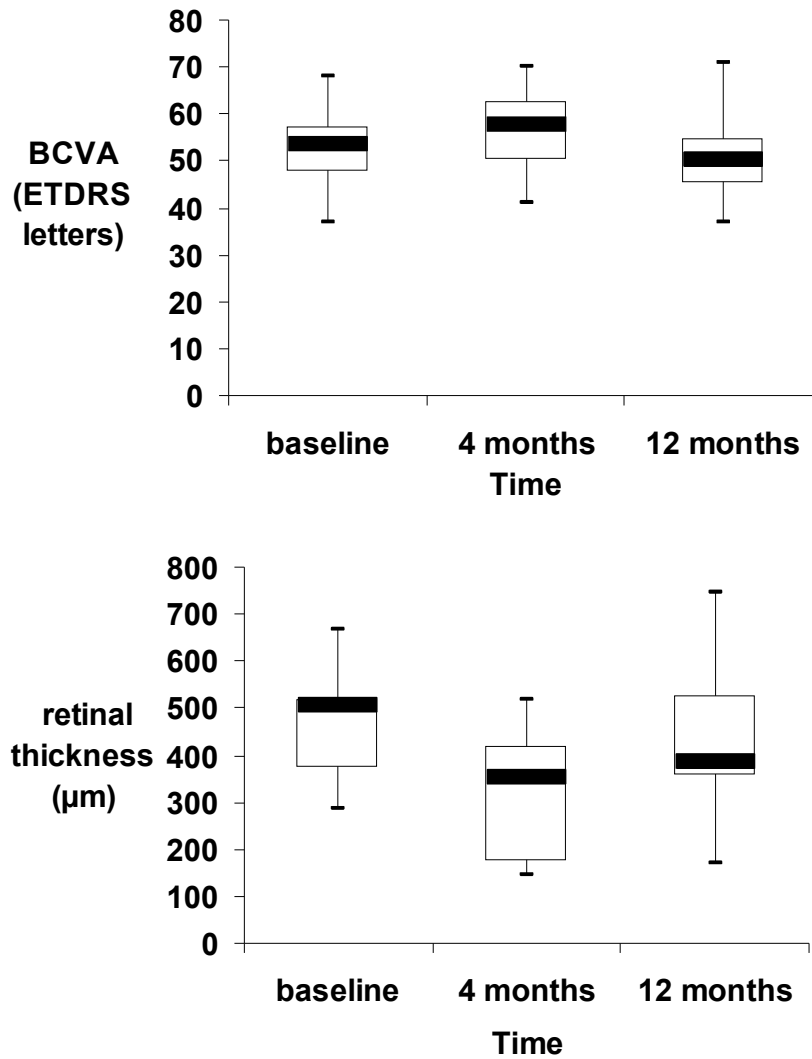 80
70
60
50
40
30
20
10
0
BCVA
(ETDRS
letters)
baseline 4 months 12 months
Time
800
700
600
500
400
300
200
100
0
retinal
thickness
(µm)
baseline 4 months 12 months
Time